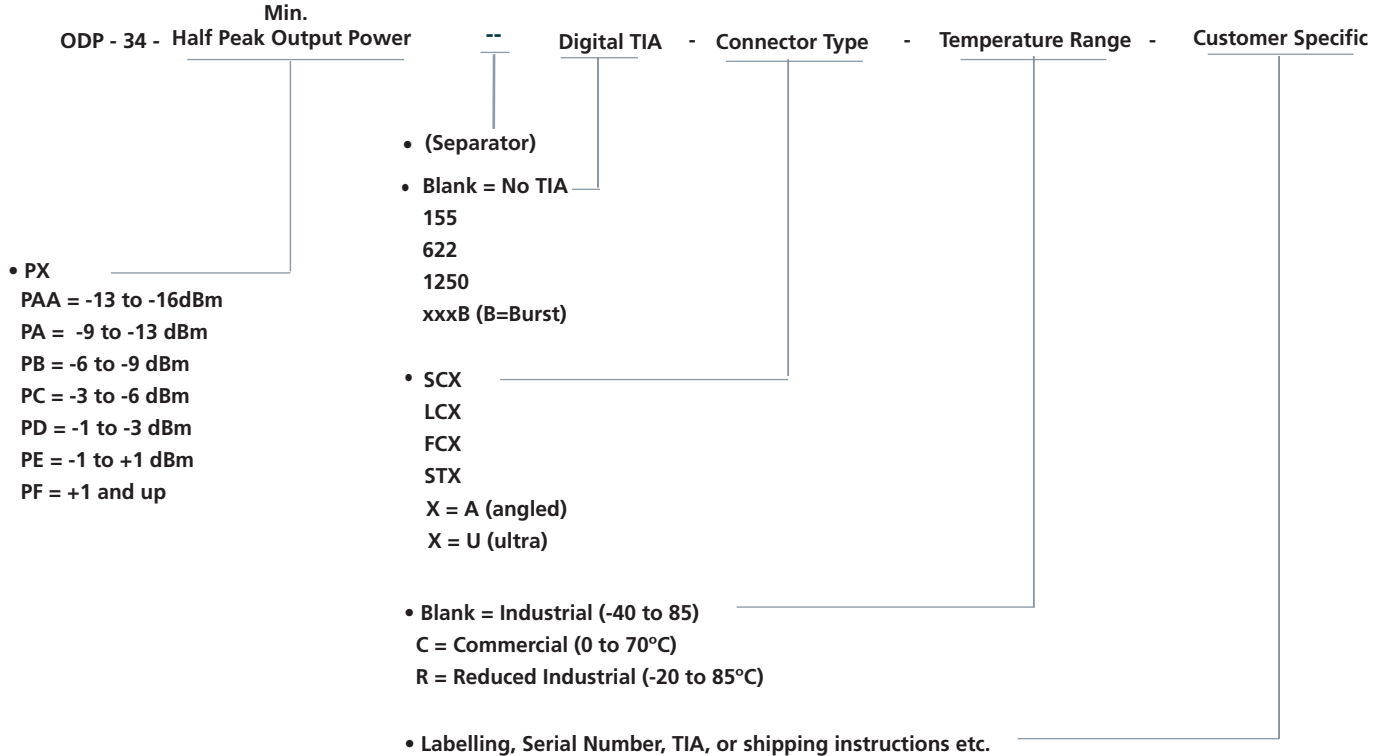 Min.
ODP - 34 - Half Peak Output Power -- Digital TIA - Connector Type - Temperature Range - Customer Specific
• (Separator)
• Blank = No TIA
155
622
1250
xxxB (B=Burst)
• PX
PAA = -13 to -16dBm
PA = -9 to -13 dBm
PB = -6 to -9 dBm
PC = -3 to -6 dBm
PD = -1 to -3 dBm
PE = -1 to +1 dBm
PF = +1 and up
• SCX
LCX
FCX
STX
X = A (angled)
X = U (ultra)
• Blank = Industrial (-40 to 85)
C = Commercial (0 to 70ºC)
R = Reduced Industrial (-20 to 85ºC)
• Labelling, Serial Number, TIA, or shipping instructions etc.